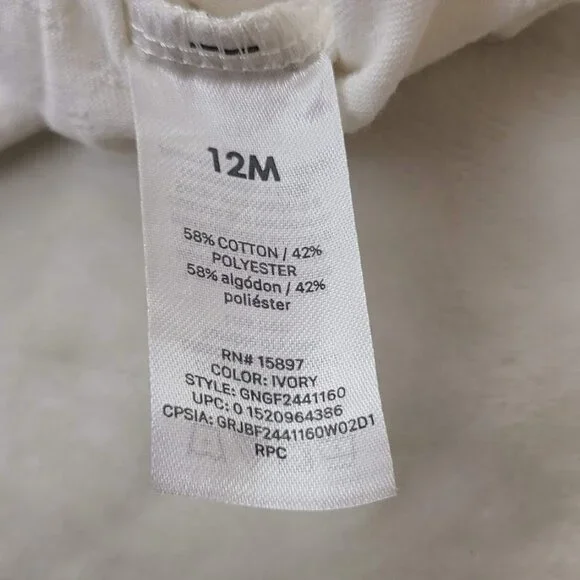 12M
58% COTTON / 42%
POLYESTER
58% algódon / 42%
poliéster
RN# 15897
COLOR: IVORY
STYLE: GNGF2441160
UPC: 0 1520964386
CPSIA: GRJBF2441160W02D1
RPC